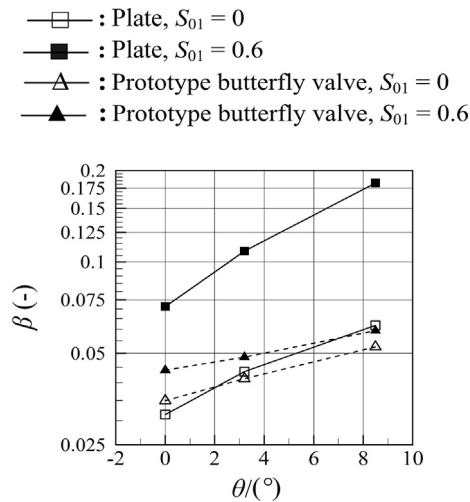 : Plate, S01 = 0
: Plate, S01 = 0.6
: Prototype butterfly valve, S01 = 0
: Prototype butterfly valve, S01 = 0.6
0.2
0.175
0.15
0.125
0.1
0.075
0.05
0.025
β (-)
-2 0 2 4 6 8 10
θ/(°)